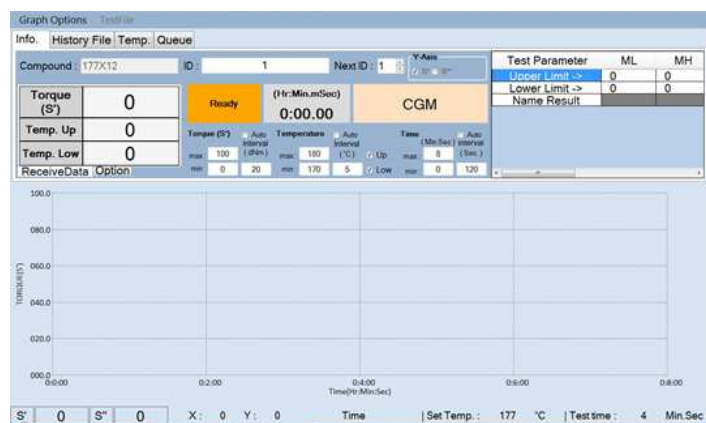 Graph Options TestFile
Info. History File Temp. Queue
Compound : 177X12 ID : 1 Next ID : 1 Y-Axis
S' S"
Torque (S') 0
Ready
(Hr:Min.mSec)
0:00.00
CGM
Temp. Up 0
Temp. Low 0
Torque (S') Auto interval (dNm)
max 100
min 0 20
Temperature Auto interval (°C)
max 180 Up
min 170 5 Low
Time (Min:Sec) Auto interval (Sec.)
max 8
min 0 120
ReceiveData Option
Test Parameter ML MH
Upper Limit -> 0 0
Lower Limit -> 0 0
Name Result
100.0
080.0
060.0
040.0
020.0
000.0
TORQUE(S')
0:0:00 0:2:00 0:4:00 0:6:00 0:8:00
Time(Hr:Min:Sec)
S' 0 S" 0 X : 0 Y : 0 Time | Set Temp. : 177 °C | Test time : 4 Min.Sec